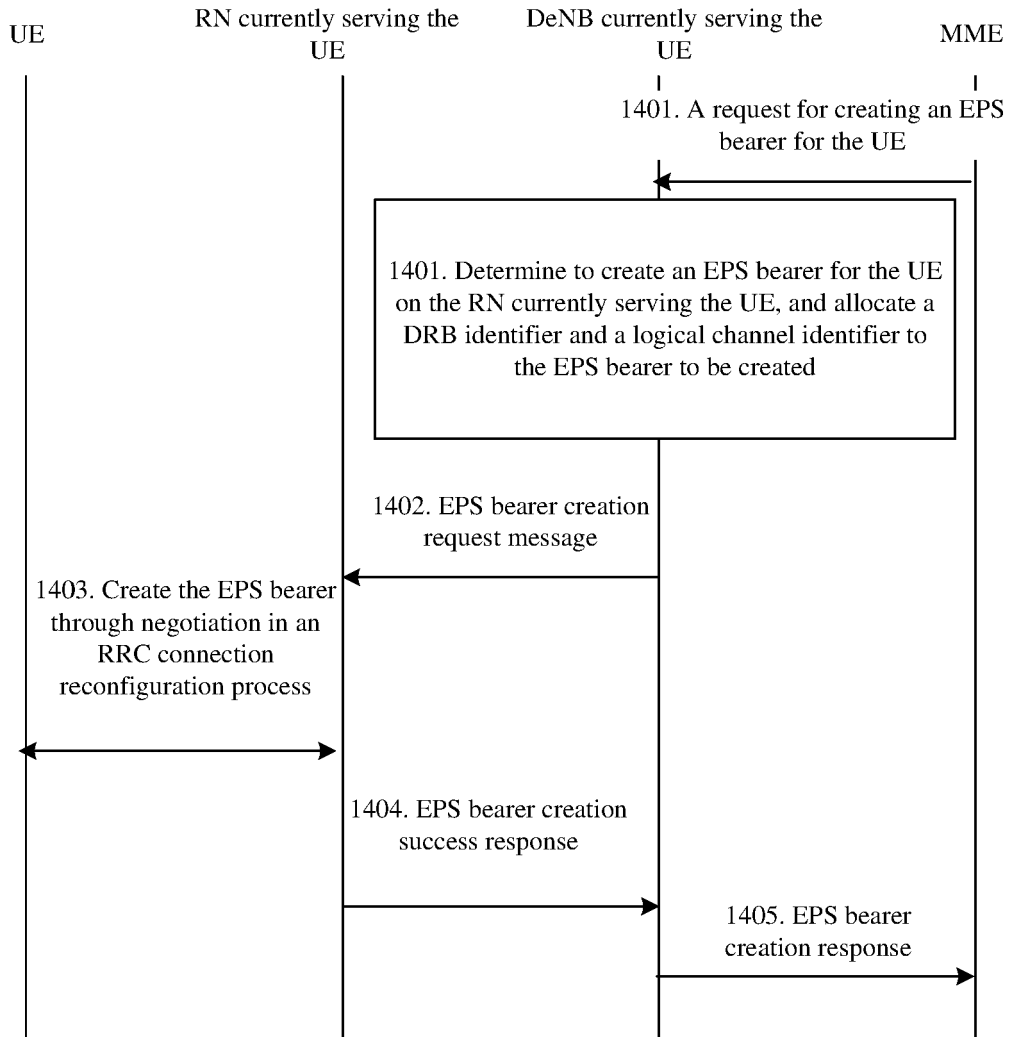 UE
RN currently serving the
UE
DeNB currently serving the
UE
MME
1401. A request for creating an EPS
bearer for the UE
1401. Determine to create an EPS bearer for the UE
on the RN currently serving the UE, and allocate a
DRB identifier and a logical channel identifier to
the EPS bearer to be created
1402. EPS bearer creation
request message
1403. Create the EPS bearer
through negotiation in an
RRC connection
reconfiguration process
1404. EPS bearer creation
success response
1405. EPS bearer
creation response